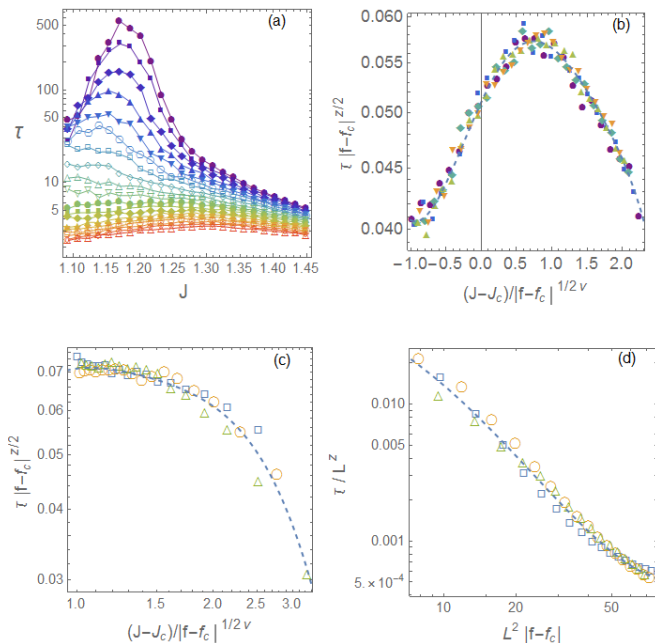 (a)
500
100
50
10
5
τ
1.09 1.15 1.20 1.25 1.30 1.35 1.40 1.45
J
(b)
0.060
0.055
0.050
0.045
0.040
τ |f-f_c|^z/2
-1.0 -0.5 0.0 0.5 1.0 1.5 2.0
(J-J_c)/|f-f_c|^1/2ν
(c)
0.07
0.06
0.05
0.04
0.03
τ |f-f_c|^z/2
1.0 1.5 2.0 2.5 3.0
(J-J_c)/|f-f_c|^1/2ν
(d)
0.010
0.005
0.001
5.×10^-4
τ / L^z
10 20 50
L^2 |f-f_c|